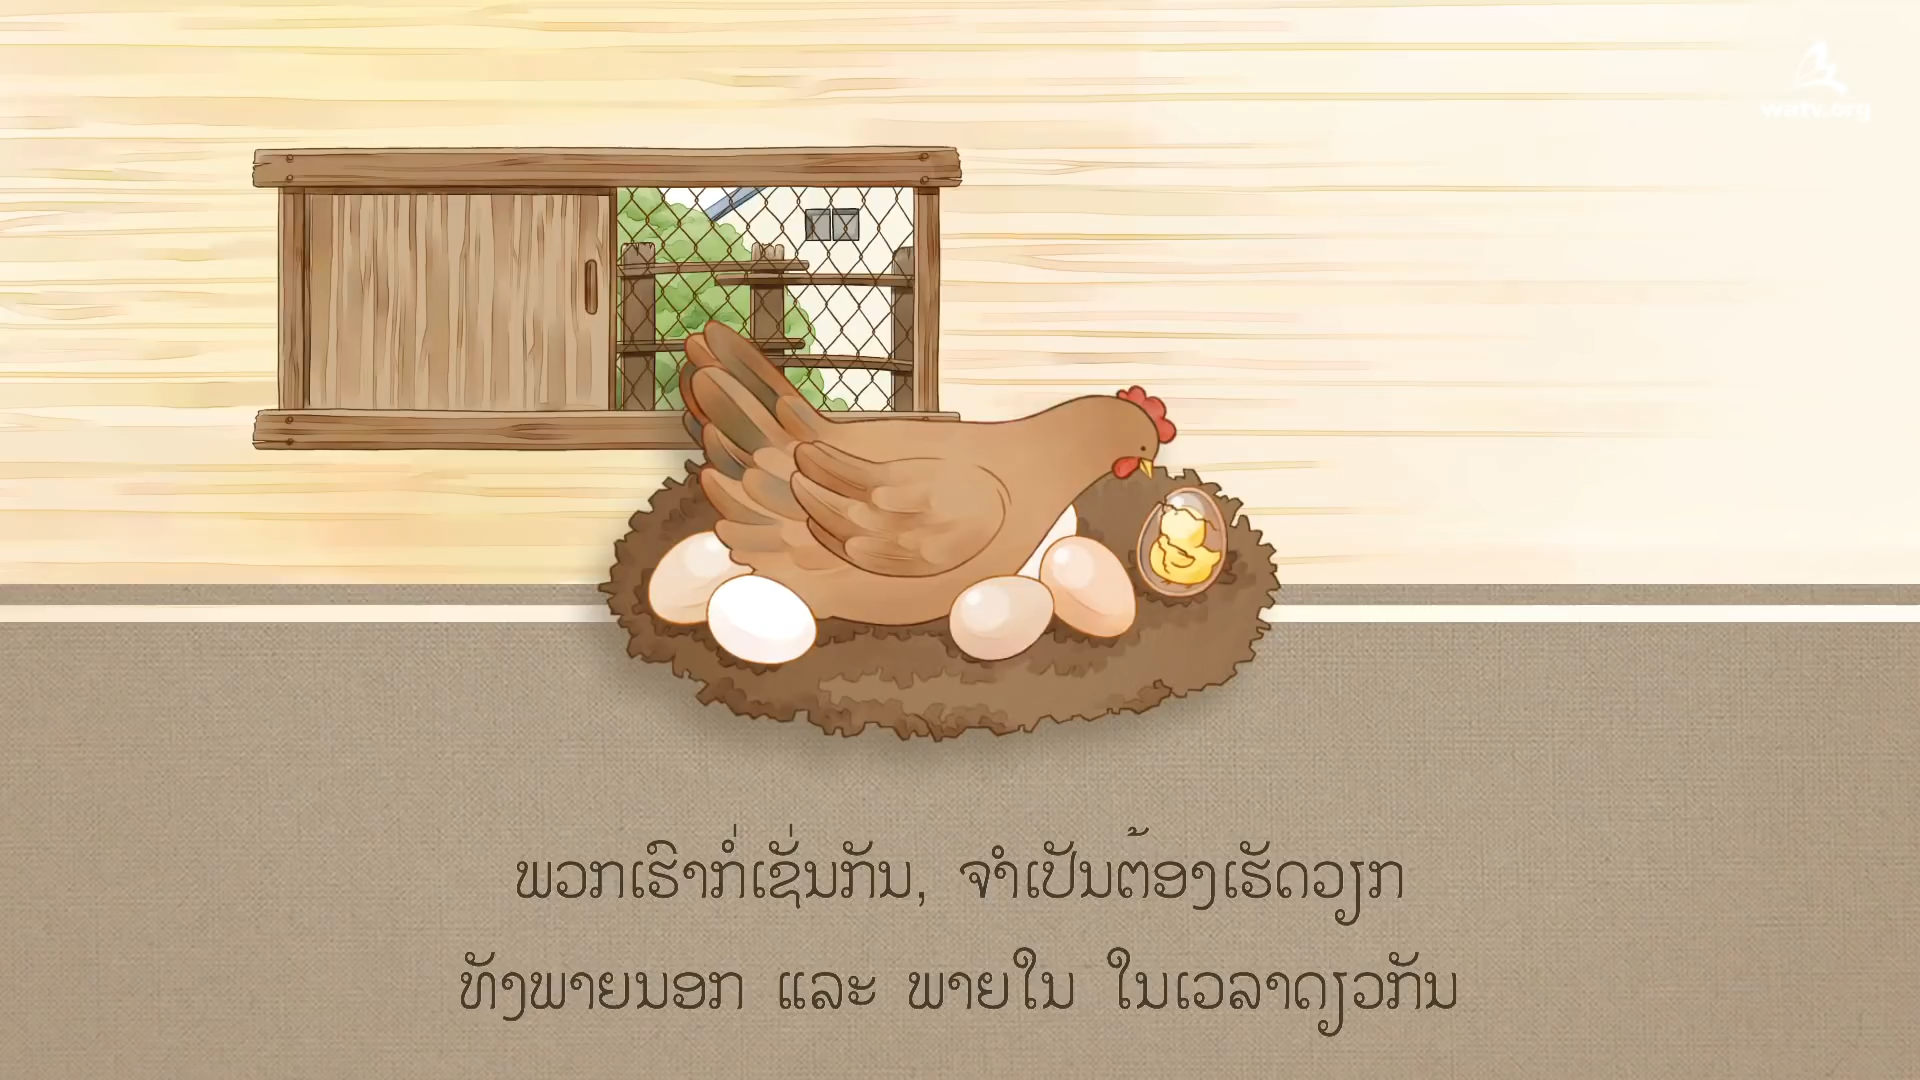 watv.org
ພວກເຮົາກໍ່ເຊັ່ນກັນ, ຈຳເປັນຕ້ອງເຮັດວຽກ
ທັງພາຍນອກ ແລະ ພາຍໃນ ໃນເວລາດຽວກັນ